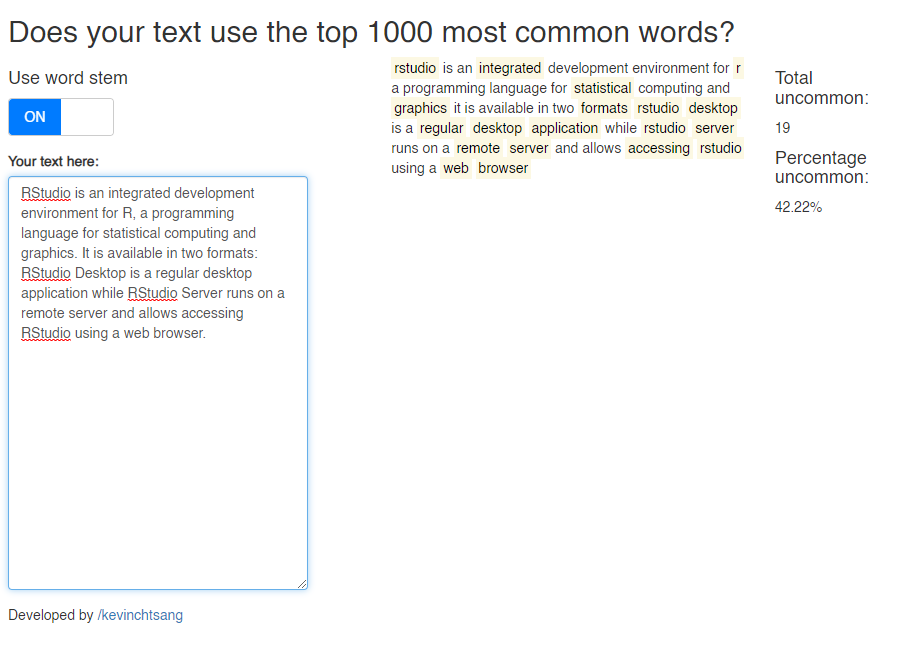 Does your text use the top 1000 most common words?
Use word stem
ON
Your text here:
RStudio is an integrated development
environment for R, a programming
language for statistical computing and
graphics. It is available in two formats:
RStudio Desktop is a regular desktop
application while RStudio Server runs on a
remote server and allows accessing
RStudio using a web browser.
Developed by /kevinchtsang
rstudio is an integrated development environment for r
a programming language for statistical computing and
graphics it is available in two formats rstudio desktop
is a regular desktop application while rstudio server
runs on a remote server and allows accessing rstudio
using a web browser
Total
uncommon:
19
Percentage
uncommon:
42.22%